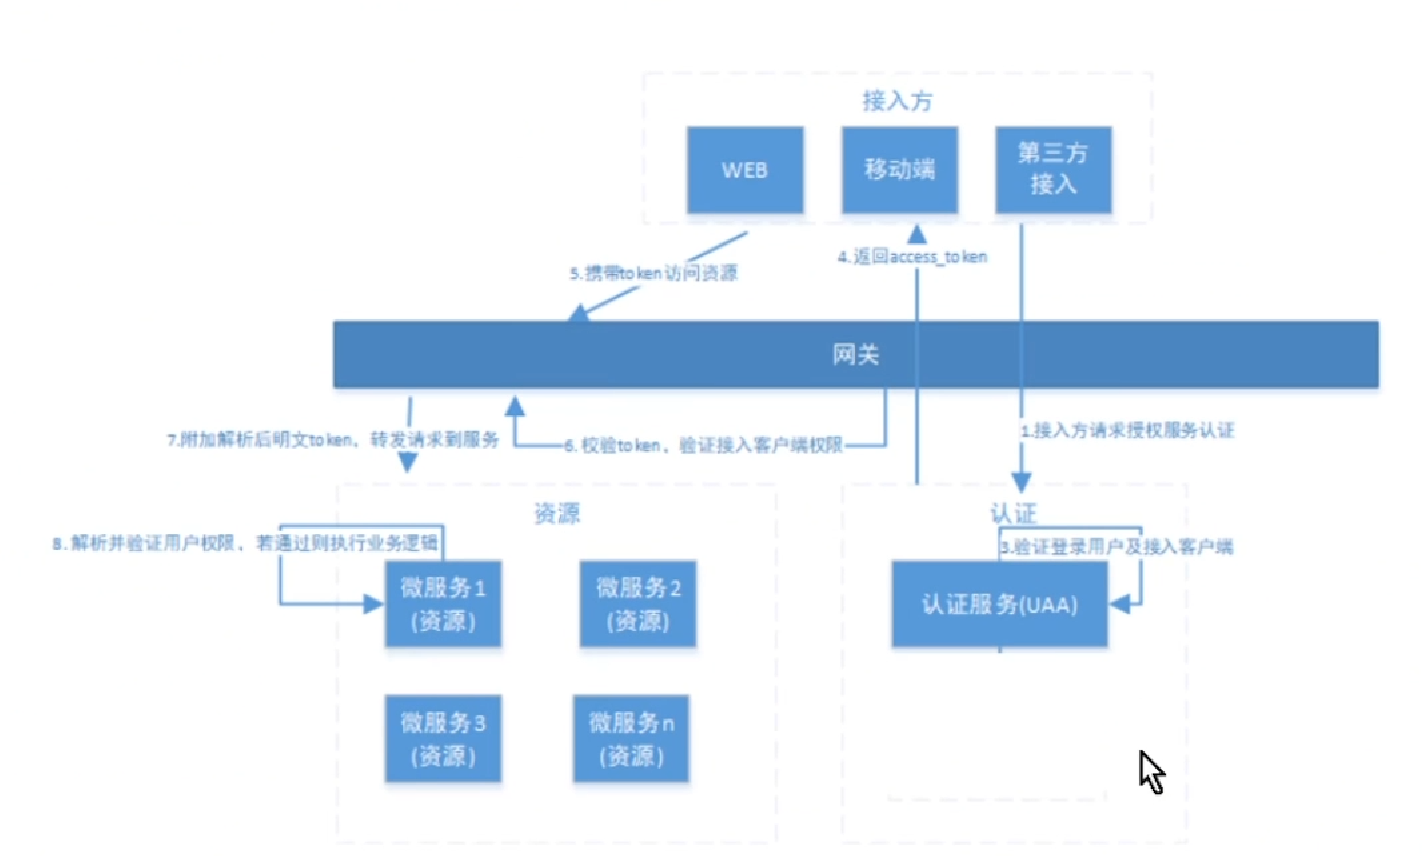 接入方
WEB
移动端
第三方
接入
4.返回access_token
5.携带token访问资源
网关
1.接入方请求授权服务认证
7.附加解析后明文token，转发请求到服务
6.校验token，验证接入客户端权限
资源
认证
8.解析并验证用户权限，若通过则执行业务逻辑
3.验证登录用户及接入客户端
微服务1
(资源)
微服务2
(资源)
认证服务(UAA)
微服务3
(资源)
微服务n
(资源)